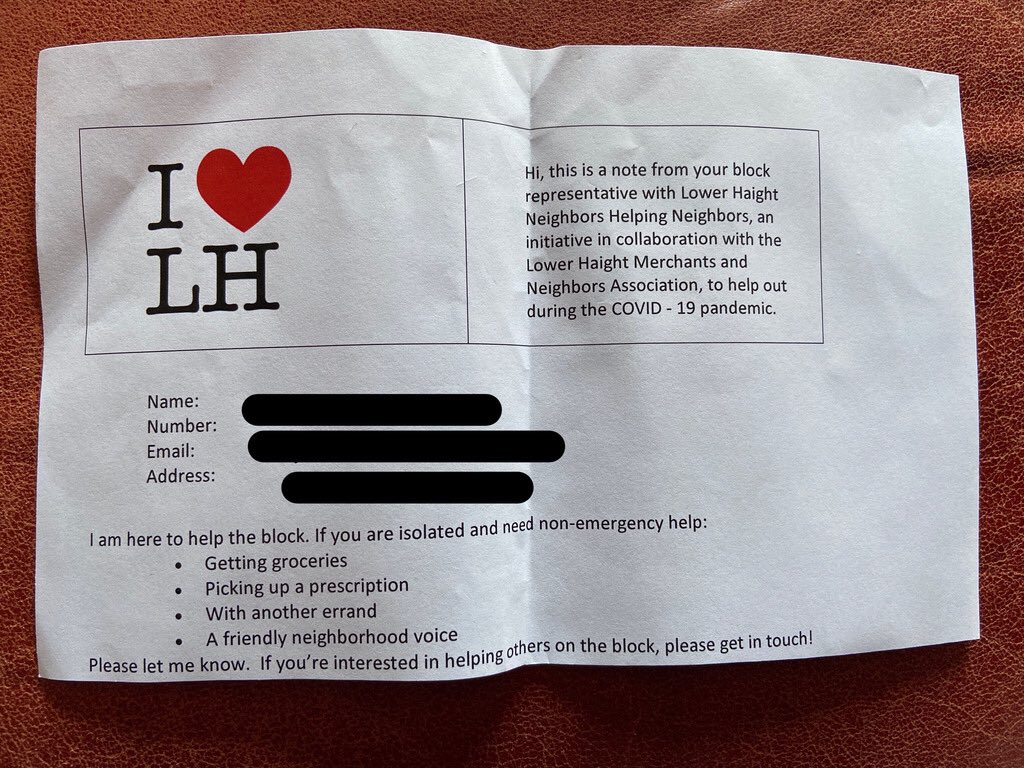 I ❤
LH
Hi, this is a note from your block
representative with Lower Haight
Neighbors Helping Neighbors, an
initiative in collaboration with the
Lower Haight Merchants and
Neighbors Association, to help out
during the COVID - 19 pandemic.
Name:
Number:
Email:
Address:
I am here to help the block. If you are isolated and need non-emergency help:
• Getting groceries
• Picking up a prescription
• With another errand
• A friendly neighborhood voice
Please let me know.  If you're interested in helping others on the block, please get in touch!